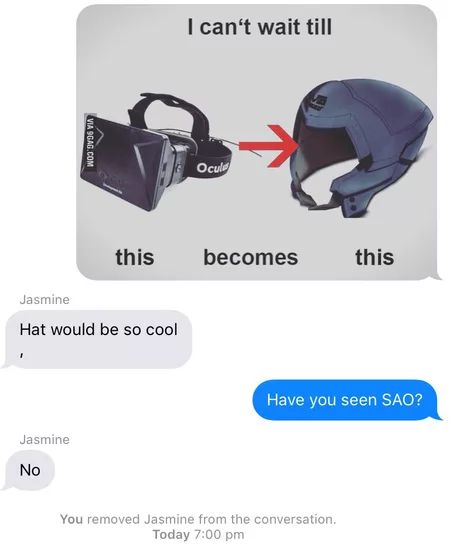 I can't wait till
VIA 9GAG.COM
Oculus
this becomes this
Jasmine
Hat would be so cool
,
Have you seen SAO?
Jasmine
No
You removed Jasmine from the conversation.
Today 7:00 pm